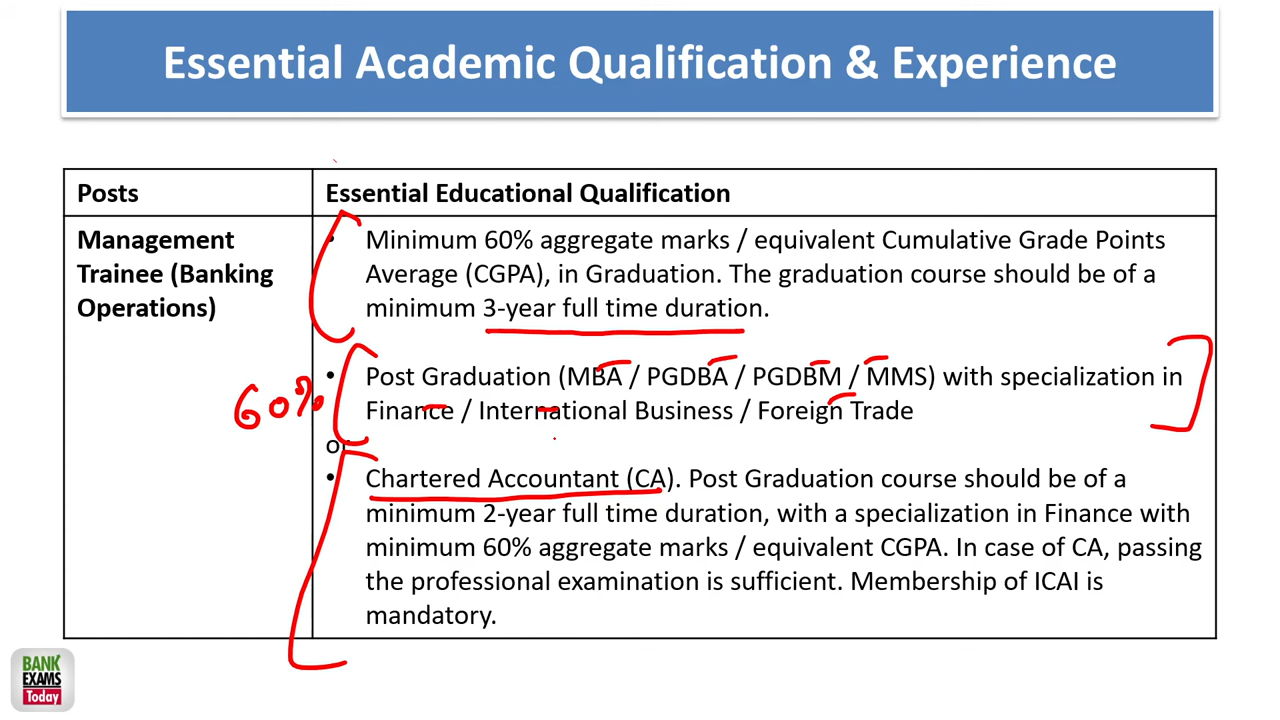 Essential Academic Qualification & Experience
Posts
Essential Educational Qualification
Management
Trainee (Banking
Operations)
• Minimum 60% aggregate marks / equivalent Cumulative Grade Points
Average (CGPA), in Graduation. The graduation course should be of a
minimum 3-year full time duration.
• Post Graduation (MBA / PGDBA / PGDBM / MMS) with specialization in
Finance / International Business / Foreign Trade
60%
or
• Chartered Accountant (CA). Post Graduation course should be of a
minimum 2-year full time duration, with a specialization in Finance with
minimum 60% aggregate marks / equivalent CGPA. In case of CA, passing
the professional examination is sufficient. Membership of ICAI is
mandatory.
BANK
EXAMS
Today